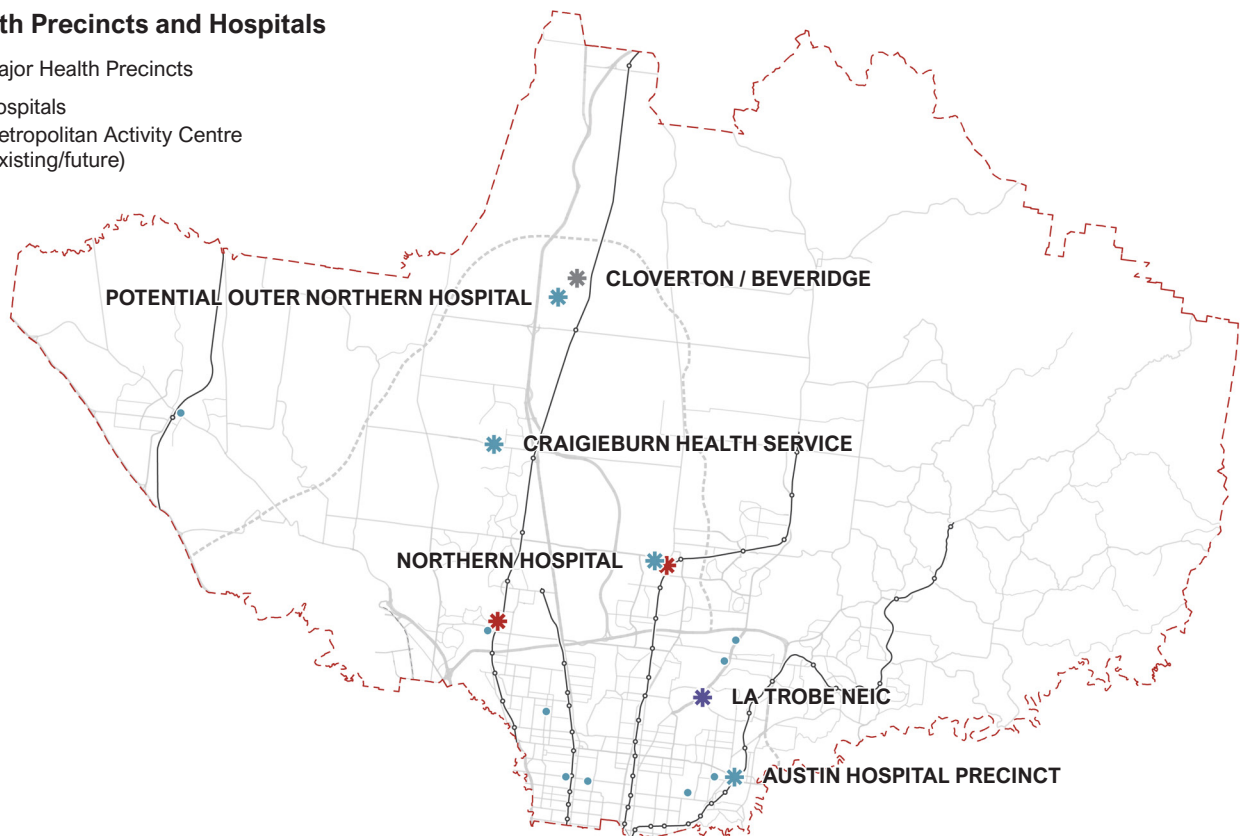 th Precincts and Hospitals
ajor Health Precincts
ospitals
etropolitan Activity Centre
xisting/future)
CLOVERTON / BEVERIDGE
POTENTIAL OUTER NORTHERN HOSPITAL
CRAIGIEBURN HEALTH SERVICE
NORTHERN HOSPITAL
LA TROBE NEIC
AUSTIN HOSPITAL PRECINCT